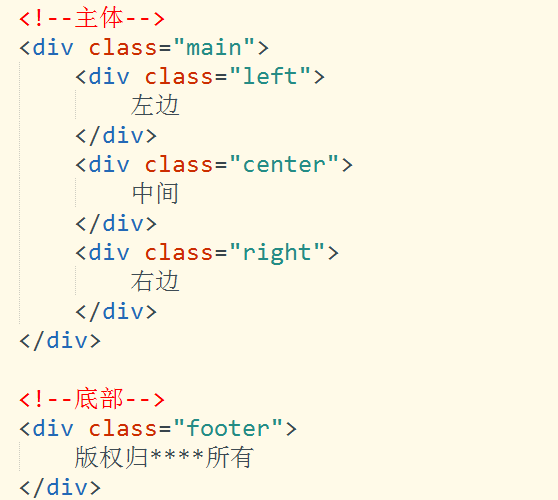 <!--主体-->
<div class="main">
<div class="left">
左边
</div>
<div class="center">
中间
</div>
<div class="right">
右边
</div>
</div>
<!--底部-->
<div class="footer">
版权归****所有
</div>